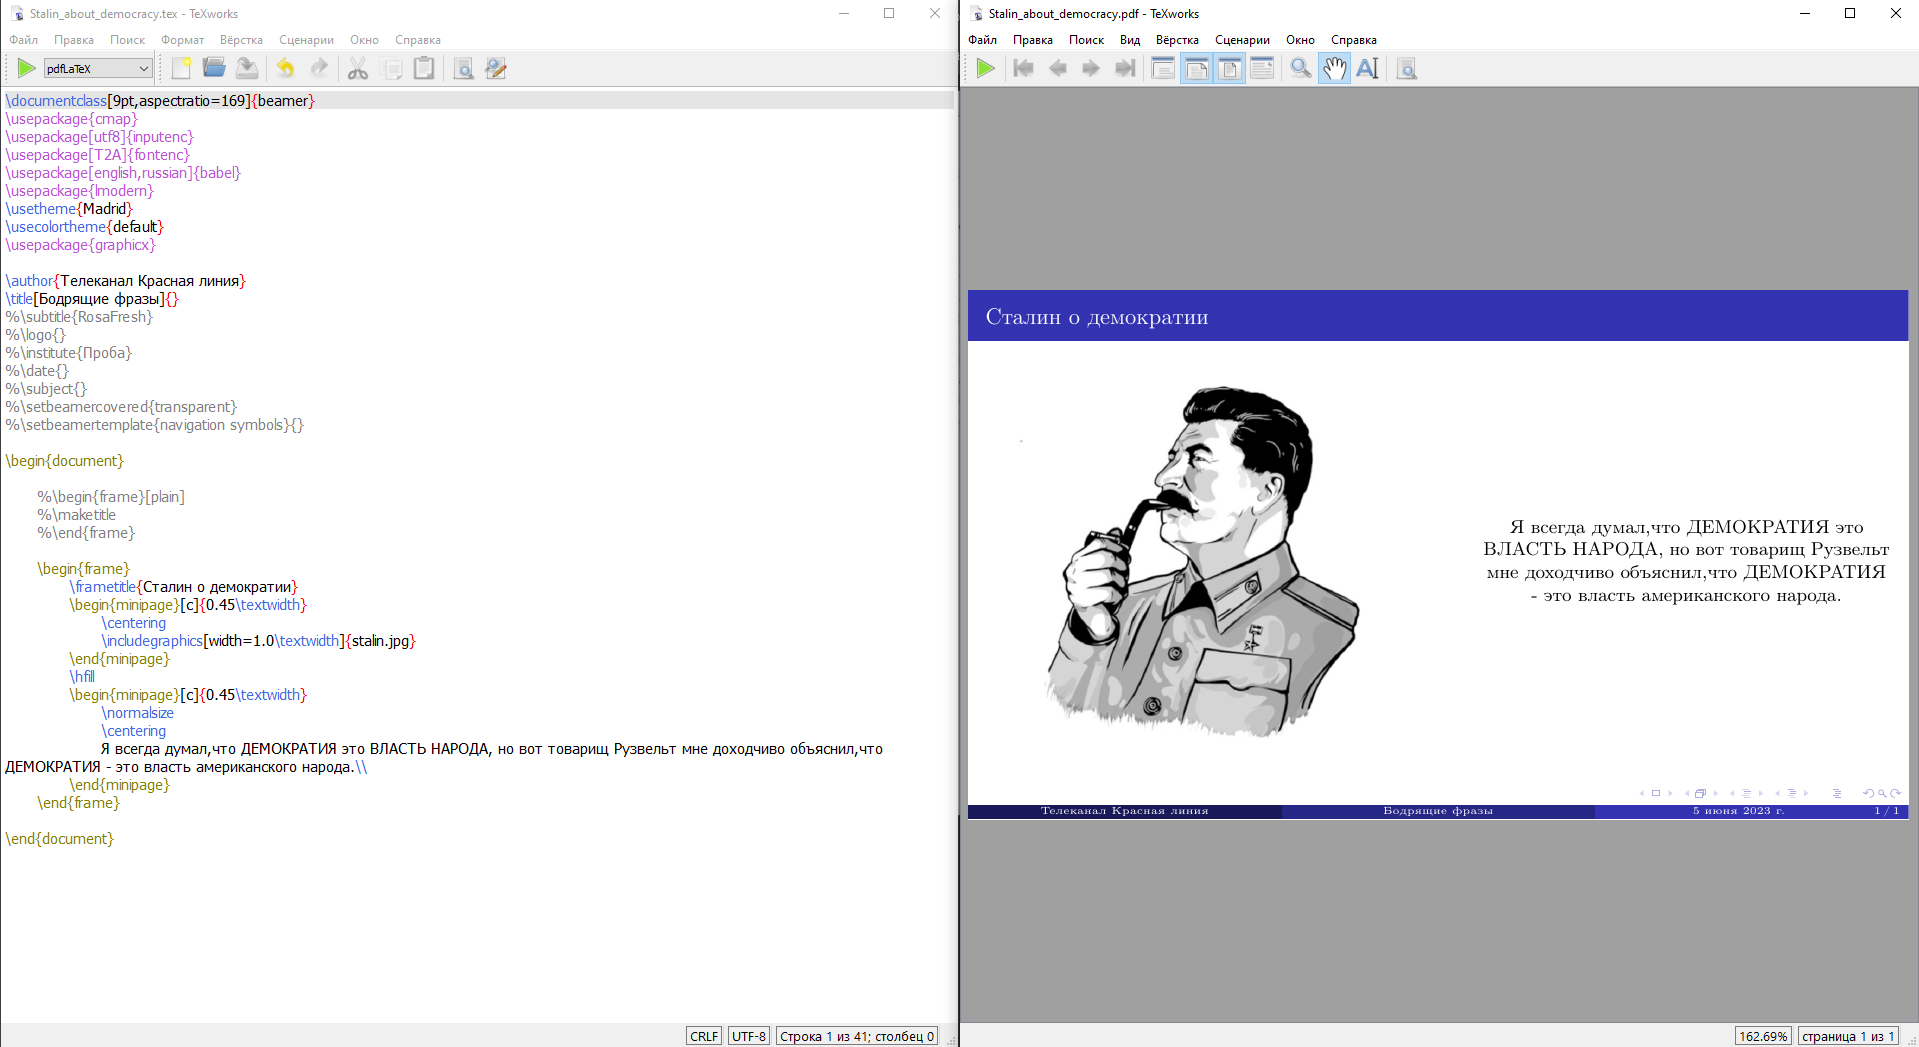 Stalin_about_democracy.tex - TeXworks
Файл Правка Поиск Формат Вёрстка Сценарии Окно Справка
pdfLaTeX
\documentclass[9pt,aspectratio=169]{beamer}
\usepackage{cmap}
\usepackage[utf8]{inputenc}
\usepackage[T2A]{fontenc}
\usepackage[english,russian]{babel}
\usepackage{lmodern}
\usetheme{Madrid}
\usecolortheme{default}
\usepackage{graphicx}
\author{Телеканал Красная линия}
\title[Бодрящие фразы]{}
%\subtitle{RosaFresh}
%\logo{}
%\institute{Проба}
%\date{}
%\subject{}
%\setbeamercovered{transparent}
%\setbeamertemplate{navigation symbols}{}
\begin{document}
%\begin{frame}[plain]
%\maketitle
%\end{frame}
\begin{frame}
\frametitle{Сталин о демократии}
\begin{minipage}[c]{0.45\textwidth}
\centering
\includegraphics[width=1.0\textwidth]{stalin.jpg}
\end{minipage}
\hfill
\begin{minipage}[c]{0.45\textwidth}
\normalsize
\centering
Я всегда думал,что ДЕМОКРАТИЯ это ВЛАСТЬ НАРОДА, но вот товарищ Рузвельт мне доходчиво объяснил,что
ДЕМОКРАТИЯ - это власть американского народа.\\
\end{minipage}
\end{frame}
\end{document}
CRLF UTF-8 Строка 1 из 41; столбец 0
Stalin_about_democracy.pdf - TeXworks
Файл Правка Поиск Вид Вёрстка Сценарии Окно Справка
Сталин о демократии
Я всегда думал,что ДЕМОКРАТИЯ это
ВЛАСТЬ НАРОДА, но вот товарищ Рузвельт
мне доходчиво объяснил,что ДЕМОКРАТИЯ
- это власть американского народа.
Телеканал Красная линия Бодрящие фразы 5 июня 2023 г. 1 / 1
162.69% страница 1 из 1